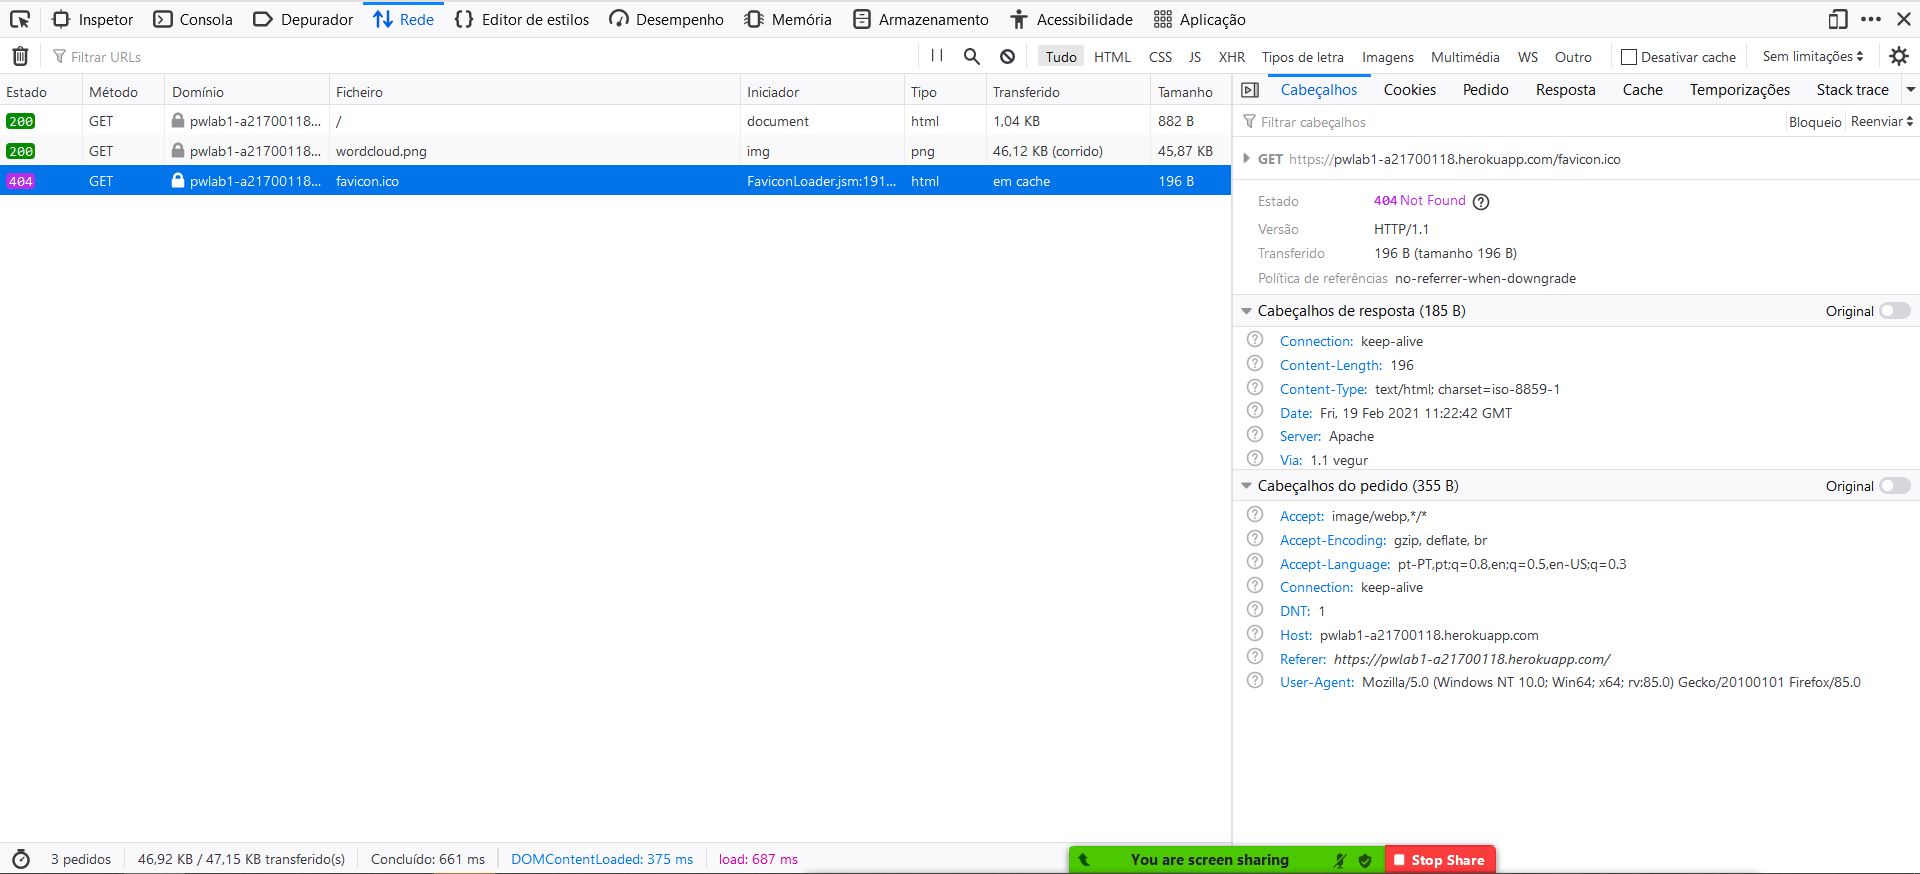 Inspetor Consola Depurador Rede Editor de estilos Desempenho Memória Armazenamento Acessibilidade Aplicação
Filtrar URLs Tudo HTML CSS JS XHR Tipos de letra Imagens Multimédia WS Outro Desativar cache Sem limitações
Estado Método Domínio Ficheiro Iniciador Tipo Transferido Tamanho
200 GET pwlab1-a21700118... / document html 1,04 KB 882 B
200 GET pwlab1-a21700118... wordcloud.png img png 46,12 KB (corrido) 45,87 KB
404 GET pwlab1-a21700118... favicon.ico FaviconLoader.jsm:191... html em cache 196 B
Cabeçalhos Cookies Pedido Resposta Cache Temporizações Stack trace
Filtrar cabeçalhos Bloqueio Reenviar
GET https://pwlab1-a21700118.herokuapp.com/favicon.ico
Estado 404 Not Found
Versão HTTP/1.1
Transferido 196 B (tamanho 196 B)
Política de referências no-referrer-when-downgrade
Cabeçalhos de resposta (185 B) Original
Connection: keep-alive
Content-Length: 196
Content-Type: text/html; charset=iso-8859-1
Date: Fri, 19 Feb 2021 11:22:42 GMT
Server: Apache
Via: 1.1 vegur
Cabeçalhos do pedido (355 B) Original
Accept: image/webp,*/*
Accept-Encoding: gzip, deflate, br
Accept-Language: pt-PT,pt;q=0.8,en;q=0.5,en-US;q=0.3
Connection: keep-alive
DNT: 1
Host: pwlab1-a21700118.herokuapp.com
Referer: https://pwlab1-a21700118.herokuapp.com/
User-Agent: Mozilla/5.0 (Windows NT 10.0; Win64; x64; rv:85.0) Gecko/20100101 Firefox/85.0
3 pedidos 46,92 KB / 47,15 KB transferido(s) Concluído: 661 ms DOMContentLoaded: 375 ms load: 687 ms
You are screen sharing Stop Share